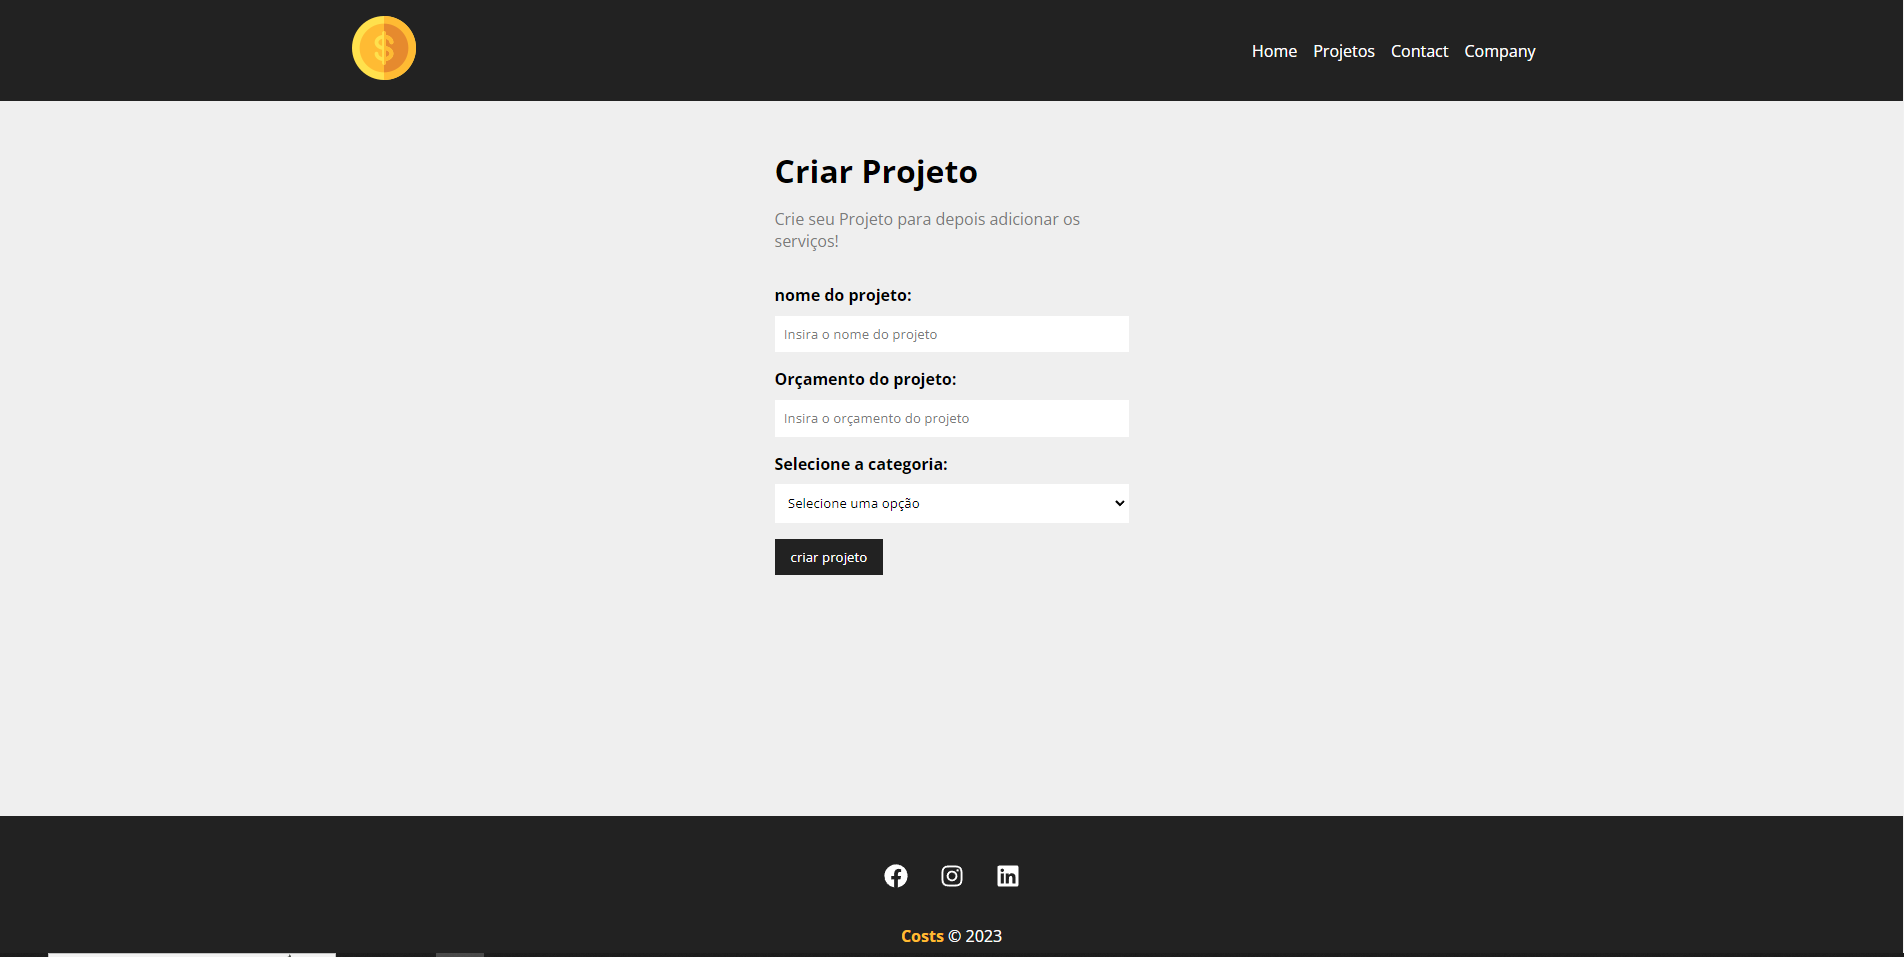 $
Home Projetos Contact Company
Criar Projeto
Crie seu Projeto para depois adicionar os
serviços!
nome do projeto:
Insira o nome do projeto
Orçamento do projeto:
Insira o orçamento do projeto
Selecione a categoria:
Selecione uma opção
criar projeto
Costs © 2023